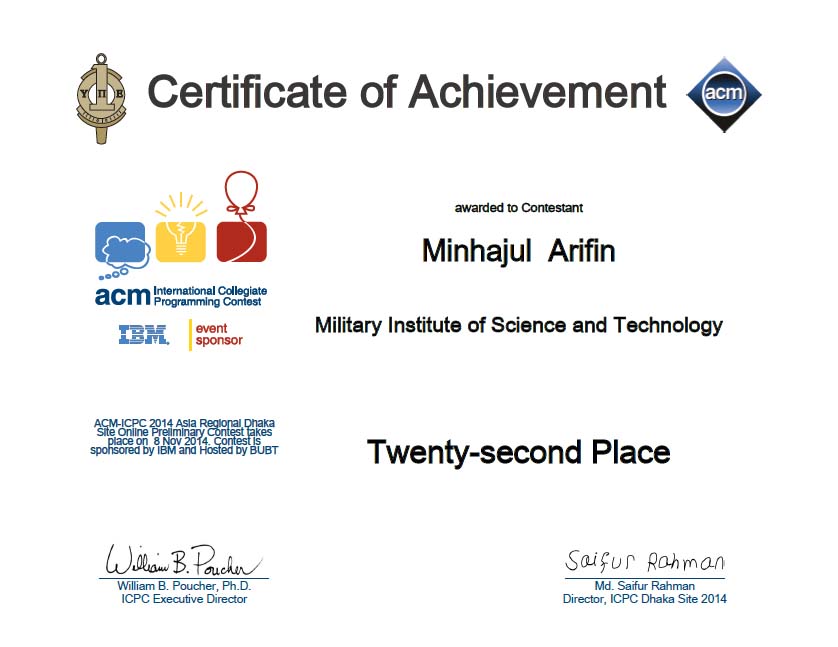 Certificate of Achievement
Υ Π Ε
acm
awarded to Contestant
Minhajul Arifin
acm International Collegiate
Programming Contest
IBM. event
sponsor
Military Institute of Science and Technology
ACM-ICPC 2014 Asia Regional Dhaka
Site Online Preliminary Contest takes
place on 8 Nov 2014. Contest is
sponsored by IBM and Hosted by BUBT
Twenty-second Place
William B. Poucher
William B. Poucher, Ph.D.
ICPC Executive Director
Saifur Rahman
Md. Saifur Rahman
Director, ICPC Dhaka Site 2014